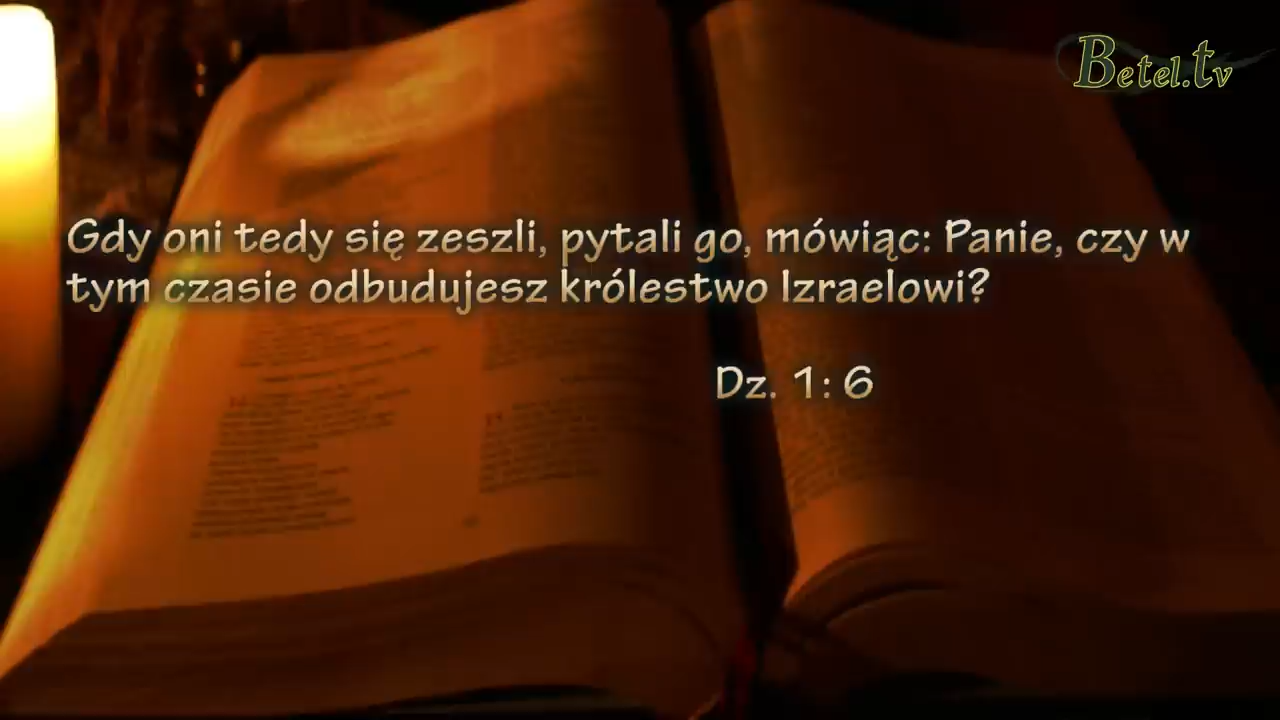 Betel.tv
Gdy oni tedy się zeszli, pytali go, mówiąc: Panie, czy w
tym czasie odbudujesz królestwo Izraelowi?
Dz. 1: 6